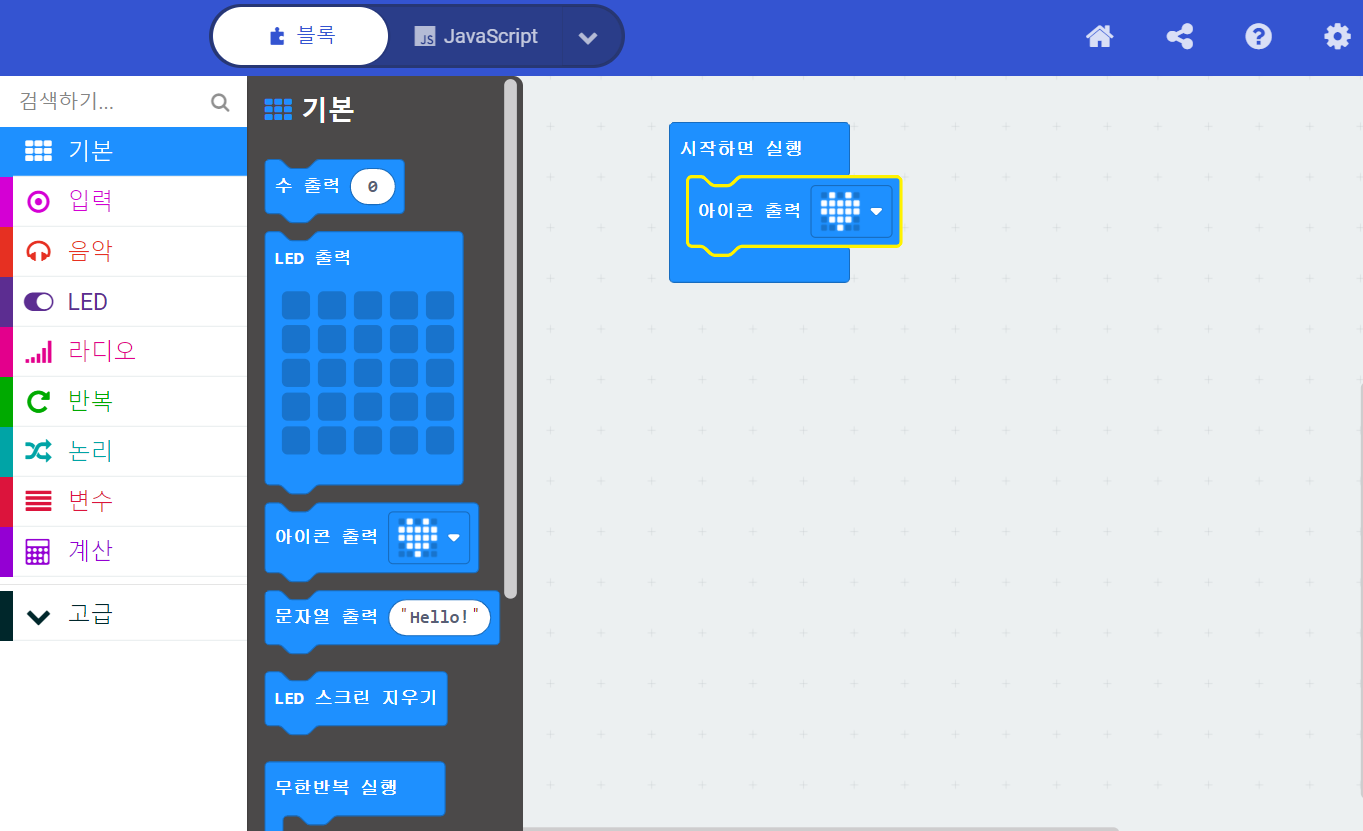 블록
JavaScript
검색하기...
기본
입력
음악
LED
라디오
반복
논리
변수
계산
고급
기본
수 출력 0
LED 출력
아이콘 출력
문자열 출력 "Hello!"
LED 스크린 지우기
무한반복 실행
시작하면 실행
아이콘 출력